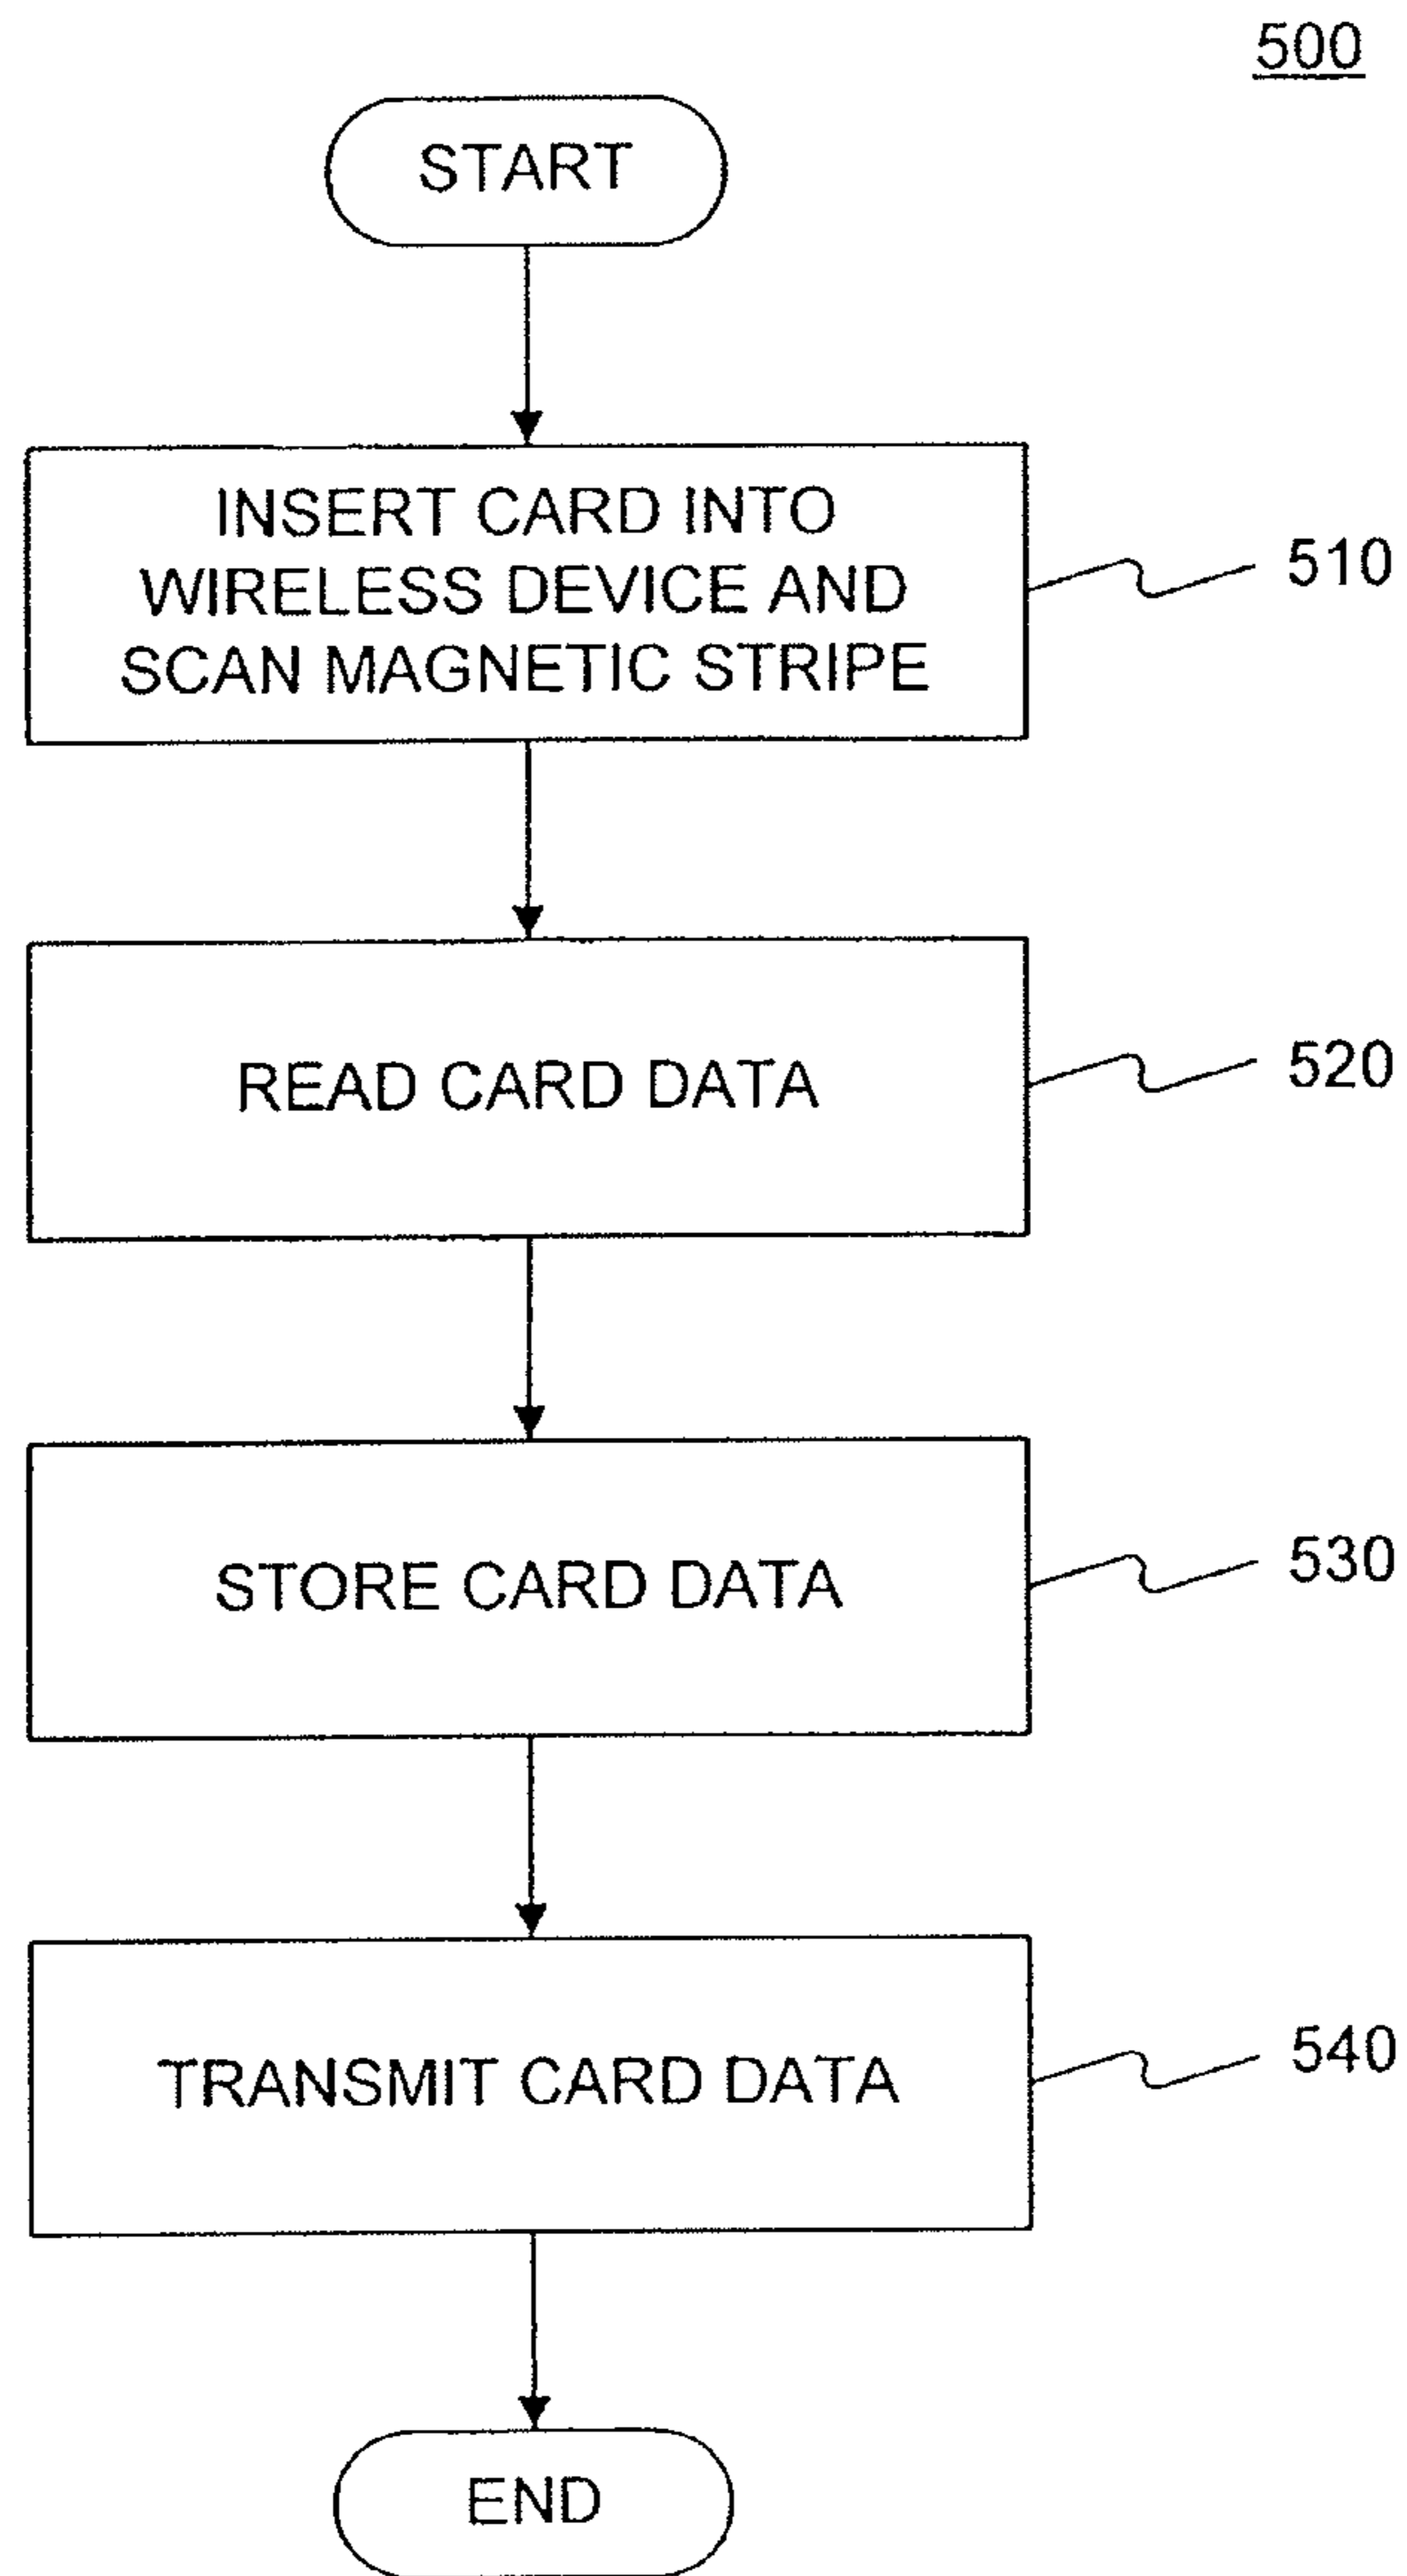 500
START
INSERT CARD INTO
WIRELESS DEVICE AND
SCAN MAGNETIC STRIPE
510
READ CARD DATA
520
STORE CARD DATA
530
TRANSMIT CARD DATA
540
END